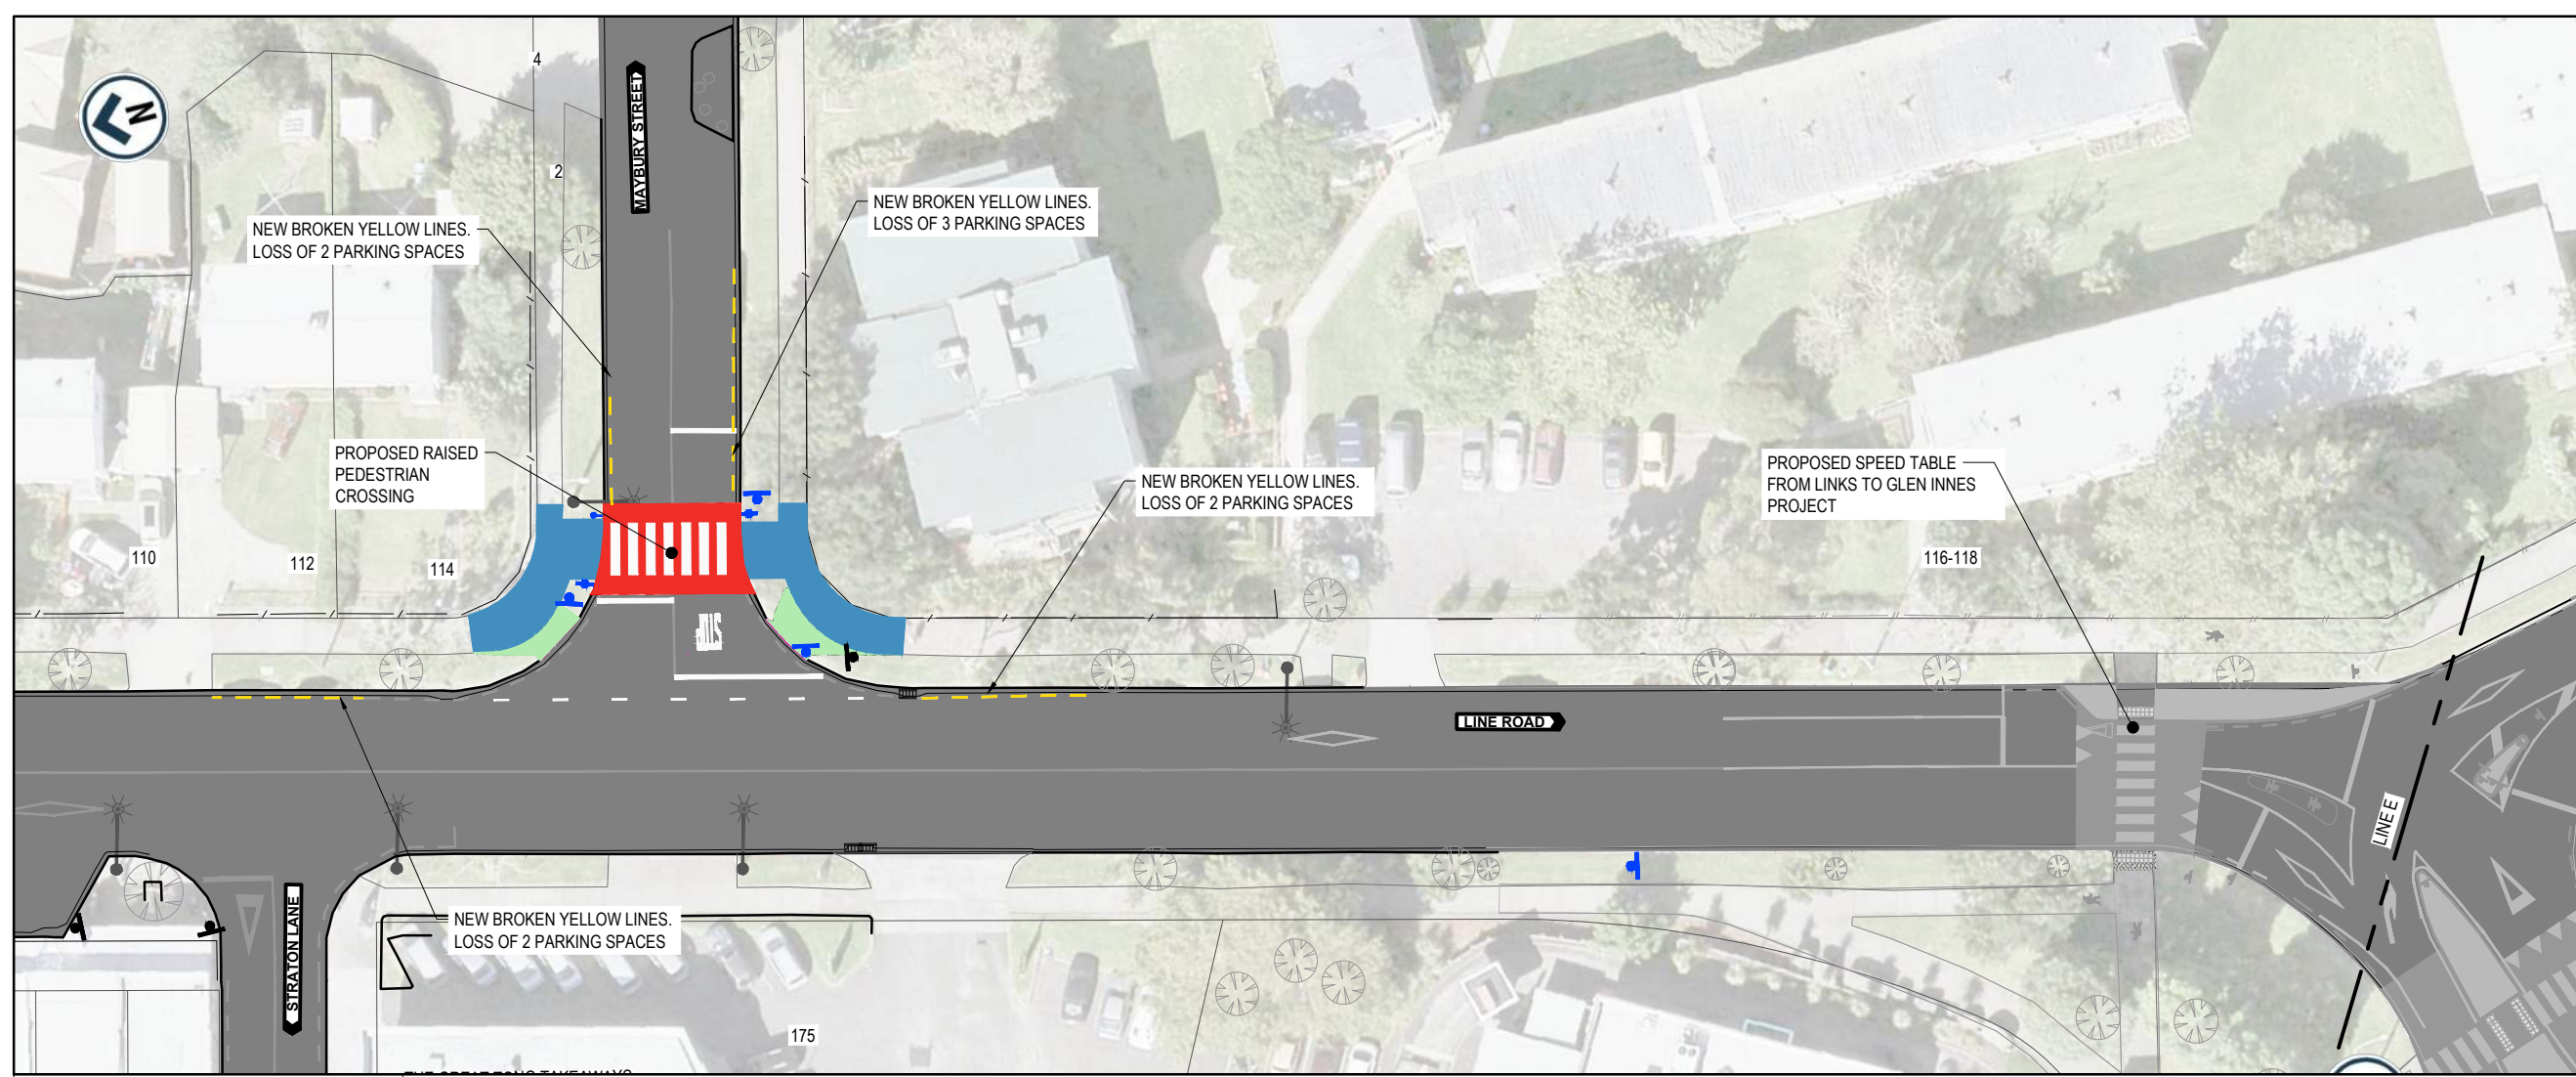 4
N
MAYBURY STREET
2
NEW BROKEN YELLOW LINES.
LOSS OF 3 PARKING SPACES
NEW BROKEN YELLOW LINES.
LOSS OF 2 PARKING SPACES
PROPOSED RAISED
PEDESTRIAN
CROSSING
NEW BROKEN YELLOW LINES.
LOSS OF 2 PARKING SPACES
PROPOSED SPEED TABLE
FROM LINKS TO GLEN INNES
PROJECT
110
112
114
116-118
STOP
LINE ROAD
LINE E
STRATON LANE
NEW BROKEN YELLOW LINES.
LOSS OF 2 PARKING SPACES
175